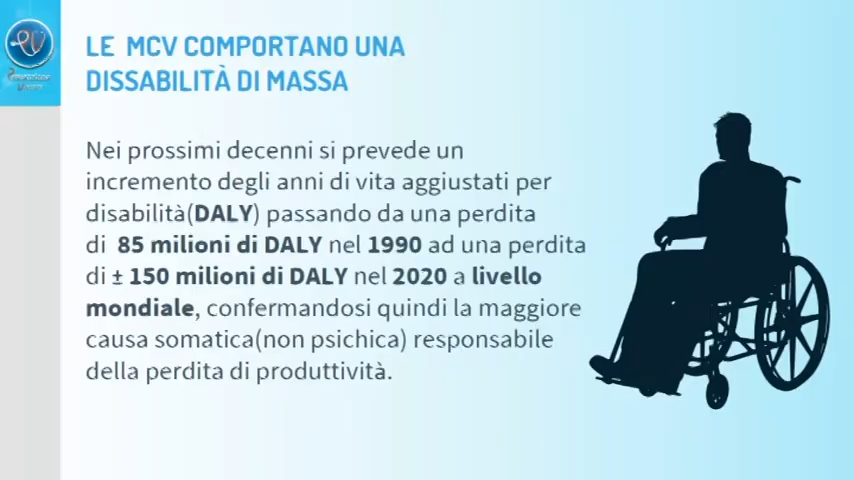 LE MCV COMPORTANO UNA
DISSABILITÀ DI MASSA
Nei prossimi decenni si prevede un
incremento degli anni di vita aggiustati per
disabilità(DALY) passando da una perdita
di 85 milioni di DALY nel 1990 ad una perdita
di ± 150 milioni di DALY nel 2020 a livello
mondiale, confermandosi quindi la maggiore
causa somatica(non psichica) responsabile
della perdita di produttività.